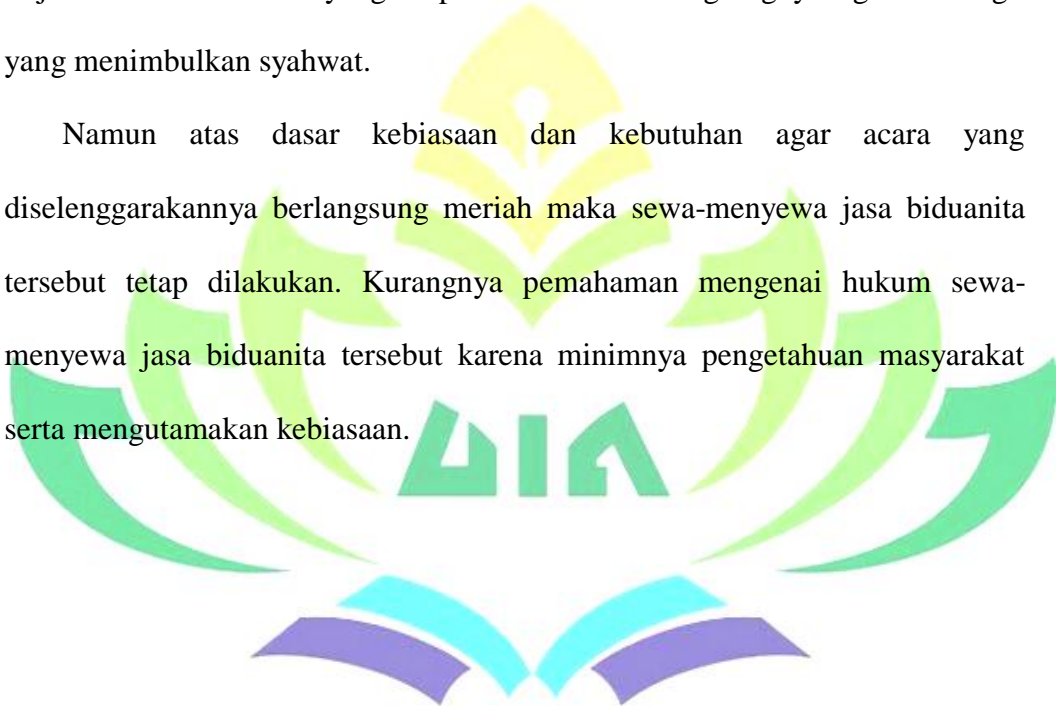 yang menimbulkan syahwat.
Namun atas dasar kebiasaan dan kebutuhan agar acara yang
diselenggarakannya berlangsung meriah maka sewa-menyewa jasa biduanita
tersebut tetap dilakukan. Kurangnya pemahaman mengenai hukum sewa-
menyewa jasa biduanita tersebut karena minimnya pengetahuan masyarakat
serta mengutamakan kebiasaan.
UIN